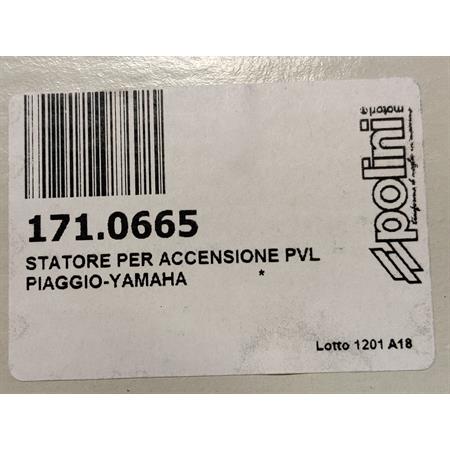 171.0665
STATORE PER ACCENSIONE PVL
PIAGGIO-YAMAHA *
Lotto 1201 A18
polini
motori®